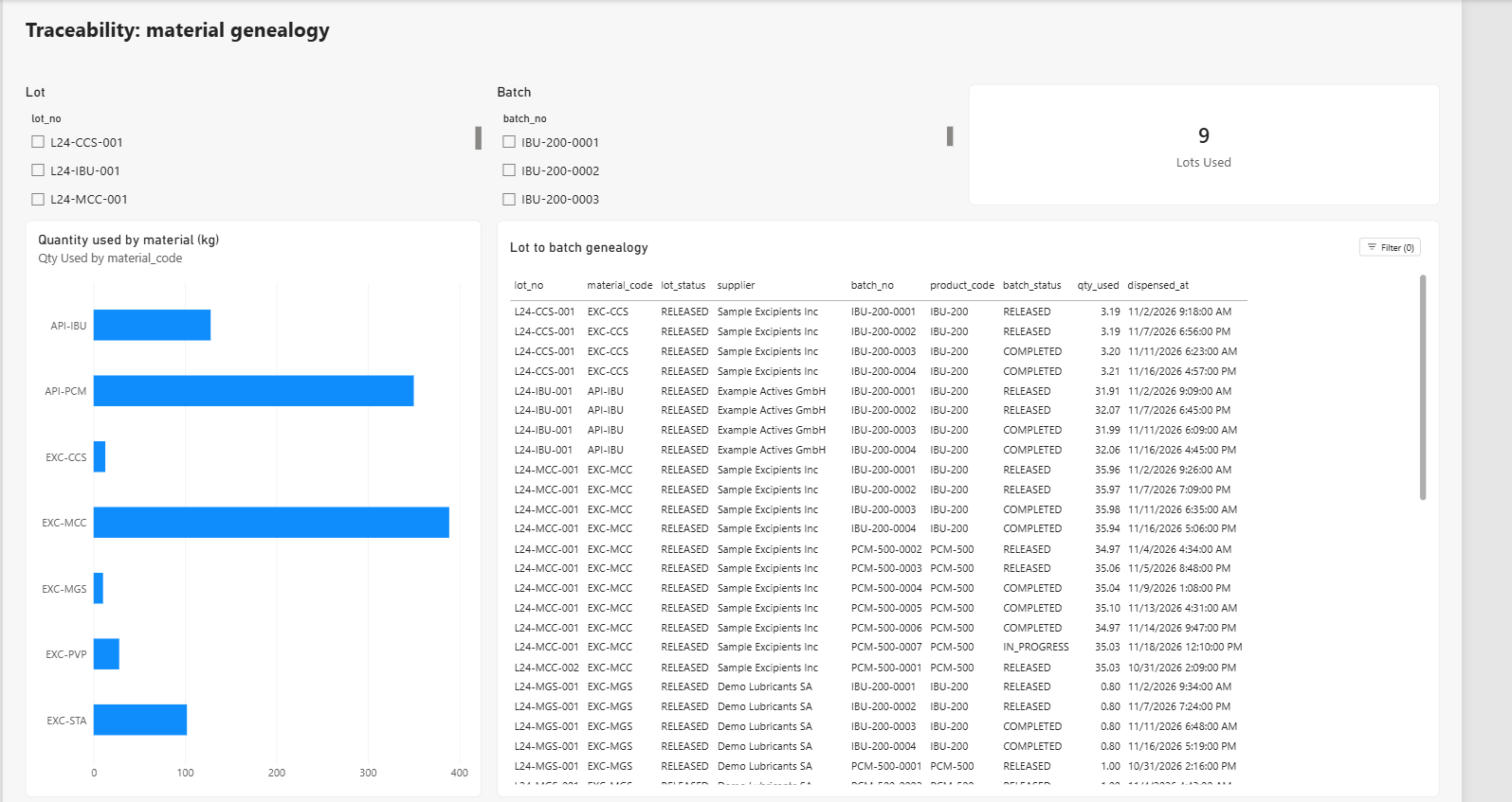 Traceability: material genealogy
Lot
lot_no
L24-CCS-001
L24-IBU-001
L24-MCC-001
Batch
batch_no
IBU-200-0001
IBU-200-0002
IBU-200-0003
9
Lots Used
Quantity used by material (kg)
Qty Used by material_code
API-IBU
API-PCM
EXC-CCS
EXC-MCC
EXC-MGS
EXC-PVP
EXC-STA
0 100 200 300 400
Lot to batch genealogy
Filter (0)
lot_no material_code lot_status supplier batch_no product_code batch_status qty_used dispensed_at
L24-CCS-001 EXC-CCS RELEASED Sample Excipients Inc IBU-200-0001 IBU-200 RELEASED 3.19 11/2/2026 9:18:00 AM
L24-CCS-001 EXC-CCS RELEASED Sample Excipients Inc IBU-200-0002 IBU-200 RELEASED 3.19 11/7/2026 6:56:00 PM
L24-CCS-001 EXC-CCS RELEASED Sample Excipients Inc IBU-200-0003 IBU-200 COMPLETED 3.20 11/11/2026 6:23:00 AM
L24-CCS-001 EXC-CCS RELEASED Sample Excipients Inc IBU-200-0004 IBU-200 COMPLETED 3.21 11/16/2026 4:57:00 PM
L24-IBU-001 API-IBU RELEASED Example Actives GmbH IBU-200-0001 IBU-200 RELEASED 31.91 11/2/2026 9:09:00 AM
L24-IBU-001 API-IBU RELEASED Example Actives GmbH IBU-200-0002 IBU-200 RELEASED 32.07 11/7/2026 6:45:00 PM
L24-IBU-001 API-IBU RELEASED Example Actives GmbH IBU-200-0003 IBU-200 COMPLETED 31.99 11/11/2026 6:09:00 AM
L24-IBU-001 API-IBU RELEASED Example Actives GmbH IBU-200-0004 IBU-200 COMPLETED 32.06 11/16/2026 4:45:00 PM
L24-MCC-001 EXC-MCC RELEASED Sample Excipients Inc IBU-200-0001 IBU-200 RELEASED 35.96 11/2/2026 9:26:00 AM
L24-MCC-001 EXC-MCC RELEASED Sample Excipients Inc IBU-200-0002 IBU-200 RELEASED 35.97 11/7/2026 7:09:00 PM
L24-MCC-001 EXC-MCC RELEASED Sample Excipients Inc IBU-200-0003 IBU-200 COMPLETED 35.98 11/11/2026 6:35:00 AM
L24-MCC-001 EXC-MCC RELEASED Sample Excipients Inc IBU-200-0004 IBU-200 COMPLETED 35.94 11/16/2026 5:06:00 PM
L24-MCC-001 EXC-MCC RELEASED Sample Excipients Inc PCM-500-0002 PCM-500 RELEASED 34.97 11/4/2026 4:34:00 AM
L24-MCC-001 EXC-MCC RELEASED Sample Excipients Inc PCM-500-0003 PCM-500 RELEASED 35.06 11/5/2026 8:48:00 PM
L24-MCC-001 EXC-MCC RELEASED Sample Excipients Inc PCM-500-0004 PCM-500 COMPLETED 35.04 11/9/2026 1:08:00 PM
L24-MCC-001 EXC-MCC RELEASED Sample Excipients Inc PCM-500-0005 PCM-500 COMPLETED 35.10 11/13/2026 4:31:00 AM
L24-MCC-001 EXC-MCC RELEASED Sample Excipients Inc PCM-500-0006 PCM-500 COMPLETED 34.97 11/14/2026 9:47:00 PM
L24-MCC-001 EXC-MCC RELEASED Sample Excipients Inc PCM-500-0007 PCM-500 IN_PROGRESS 35.03 11/18/2026 12:10:00 PM
L24-MCC-002 EXC-MCC RELEASED Sample Excipients Inc PCM-500-0001 PCM-500 RELEASED 35.03 10/31/2026 2:09:00 PM
L24-MGS-001 EXC-MGS RELEASED Demo Lubricants SA IBU-200-0001 IBU-200 RELEASED 0.80 11/2/2026 9:34:00 AM
L24-MGS-001 EXC-MGS RELEASED Demo Lubricants SA IBU-200-0002 IBU-200 RELEASED 0.80 11/7/2026 7:24:00 PM
L24-MGS-001 EXC-MGS RELEASED Demo Lubricants SA IBU-200-0003 IBU-200 COMPLETED 0.80 11/11/2026 6:48:00 AM
L24-MGS-001 EXC-MGS RELEASED Demo Lubricants SA IBU-200-0004 IBU-200 COMPLETED 0.80 11/16/2026 5:19:00 PM
L24-MGS-001 EXC-MGS RELEASED Demo Lubricants SA PCM-500-0001 PCM-500 RELEASED 1.00 10/31/2026 2:16:00 PM